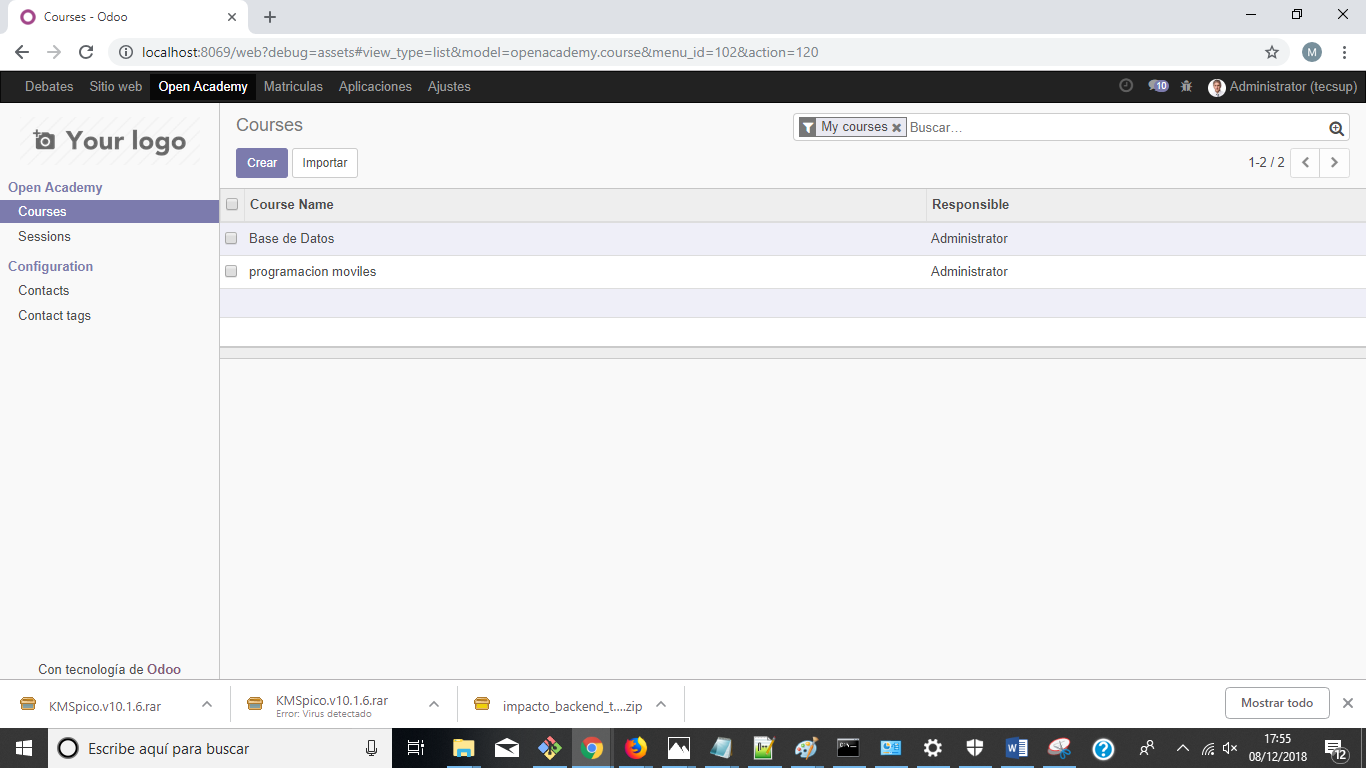 Courses - Odoo
localhost:8069/web?debug=assets#view_type=list&model=openacademy.course&menu_id=102&action=120
M
Debates Sitio web Open Academy Matriculas Aplicaciones Ajustes 10 Administrator (tecsup)
Your logo
Courses
My courses Buscar...
Crear Importar
1-2 / 2
Open Academy
Courses
Sessions
Configuration
Contacts
Contact tags
Course Name Responsible
Base de Datos Administrator
programacion moviles Administrator
Con tecnología de Odoo
KMSpico.v10.1.6.rar
KMSpico.v10.1.6.rar
Error: Virus detectado
impacto_backend_t....zip
Mostrar todo
Escribe aquí para buscar
17:55
08/12/2018
12